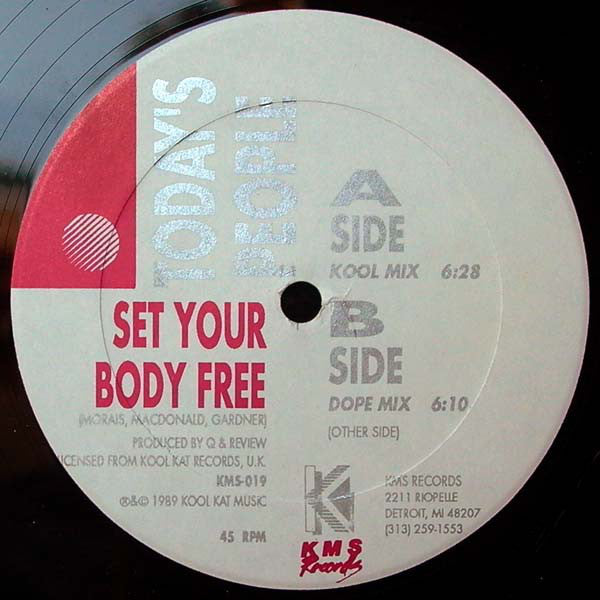 TODAY'S
PEOPLE
SET YOUR
BODY FREE
(MORAIS, MACDONALD, GARDNER)
PRODUCED BY Q & REVIEW
LICENSED FROM KOOL KAT RECORDS, U.K.
KMS-019
℗&© 1989 KOOL KAT MUSIC
45 RPM
A
SIDE
KOOL MIX 6:28
B
SIDE
DOPE MIX 6:10
(OTHER SIDE)
K
KMS
Records
KMS RECORDS
2211 RIOPELLE
DETROIT, MI 48207
(313) 259-1553